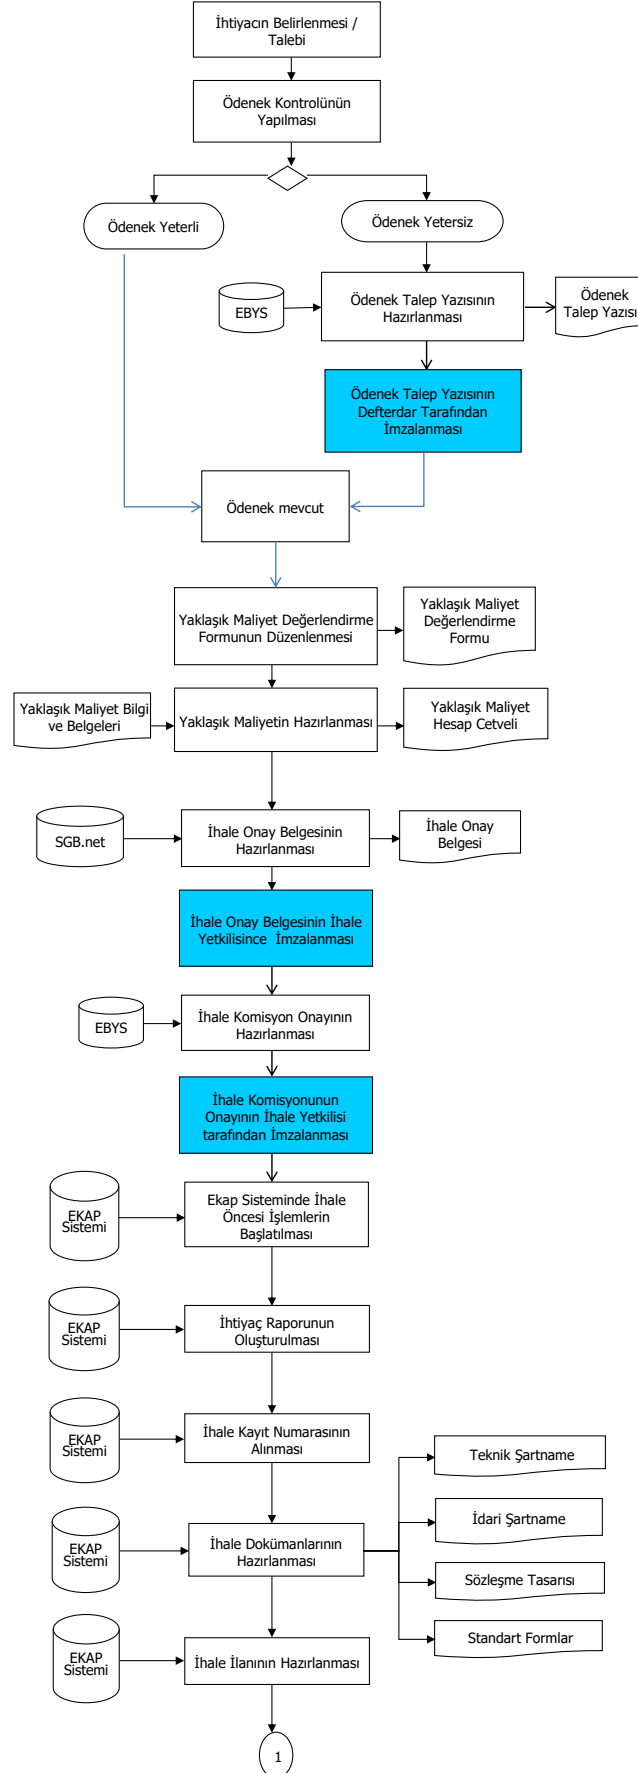 İhtiyacın Belirlenmesi /
Talebi
Ödenek Kontrolünün
Yapılması
Ödenek Yeterli
Ödenek Yetersiz
EBYS
Ödenek Talep Yazısının
Hazırlanması
Ödenek
Talep Yazısı
Ödenek Talep Yazısının
Defterdar Tarafından
İmzalanması
Ödenek mevcut
Yaklaşık Maliyet Değerlendirme
Formunun Düzenlenmesi
Yaklaşık Maliyet
Değerlendirme
Formu
Yaklaşık Maliyet Bilgi
ve Belgeleri
Yaklaşık Maliyetin Hazırlanması
Yaklaşık Maliyet
Hesap Cetveli
SGB.net
İhale Onay Belgesinin
Hazırlanması
İhale Onay
Belgesi
İhale Onay Belgesinin İhale
Yetkilisince İmzalanması
EBYS
İhale Komisyon Onayının
Hazırlanması
İhale Komisyonunun
Onayının İhale Yetkilisi
tarafından İmzalanması
EKAP
Sistemi
Ekap Sisteminde İhale
Öncesi İşlemlerin
Başlatılması
EKAP
Sistemi
İhtiyaç Raporunun
Oluşturulması
EKAP
Sistemi
İhale Kayıt Numarasının
Alınması
Teknik Şartname
İdari Şartname
EKAP
Sistemi
İhale Dokümanlarının
Hazırlanması
Sözleşme Tasarısı
Standart Formlar
EKAP
Sistemi
İhale İlanının Hazırlanması
1